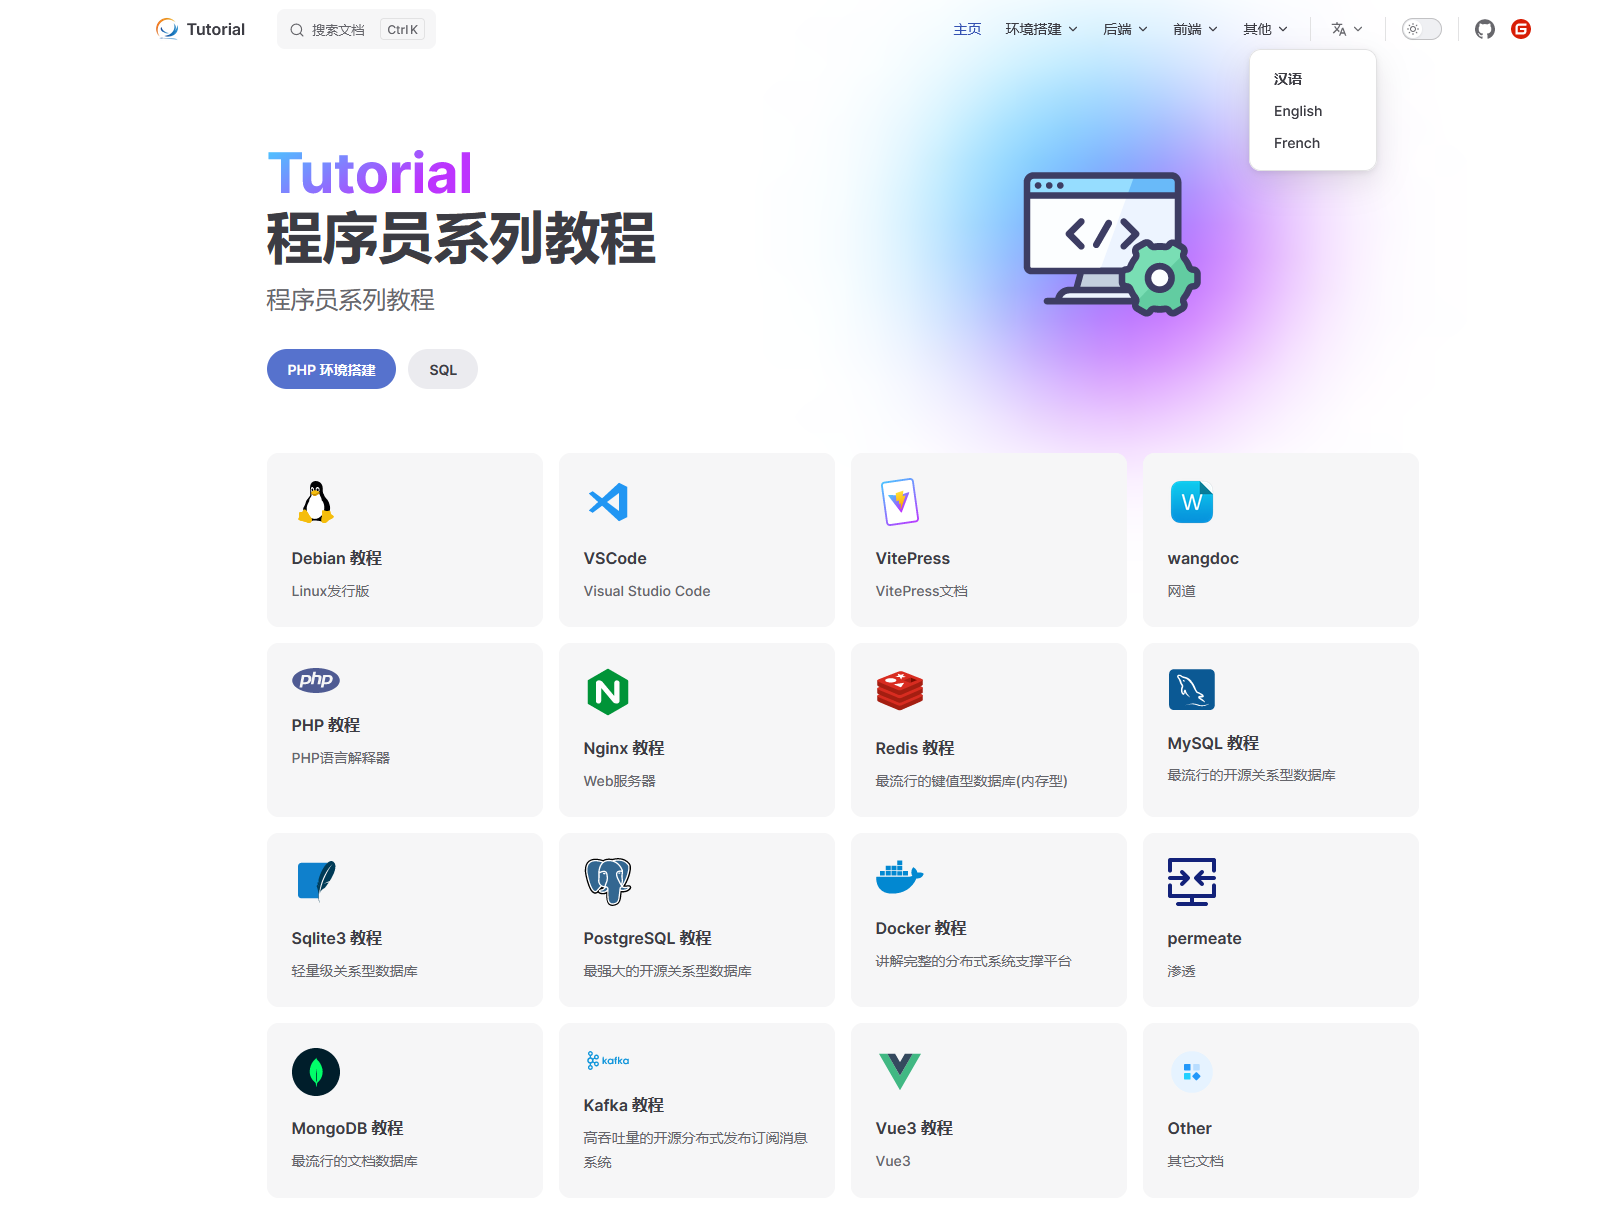 Tutorial
搜索文档 Ctrl K
主页 环境搭建 后端 前端 其他
汉语
English
French
Tutorial
程序员系列教程
程序员系列教程
PHP 环境搭建 SQL
Debian 教程
Linux发行版
VSCode
Visual Studio Code
VitePress
VitePress文档
W
wangdoc
网道
php
PHP 教程
PHP语言解释器
N
Nginx 教程
Web服务器
Redis 教程
最流行的键值型数据库(内存型)
MySQL 教程
最流行的开源关系型数据库
Sqlite3 教程
轻量级关系型数据库
PostgreSQL 教程
最强大的开源关系型数据库
Docker 教程
讲解完整的分布式系统支撑平台
permeate
渗透
MongoDB 教程
最流行的文档数据库
kafka
Kafka 教程
高吞吐量的开源分布式发布订阅消息
系统
Vue3 教程
Vue3
Other
其它文档